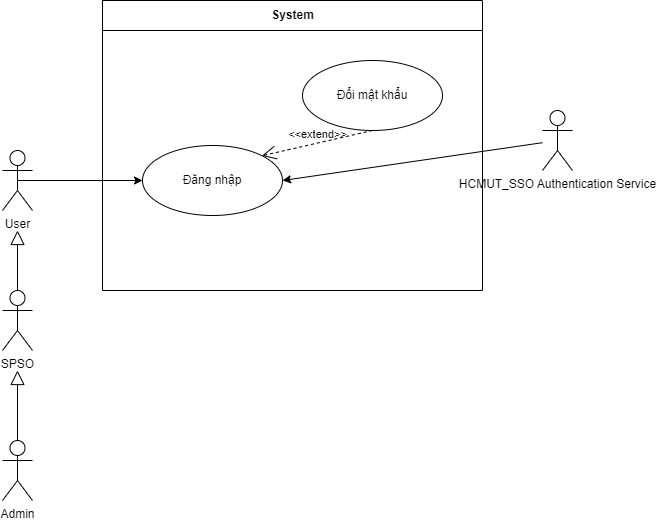 System
Đổi mật khẩu
<<extend>>
Đăng nhập
HCMUT_SSO Authentication Service
User
SPSO
Admin